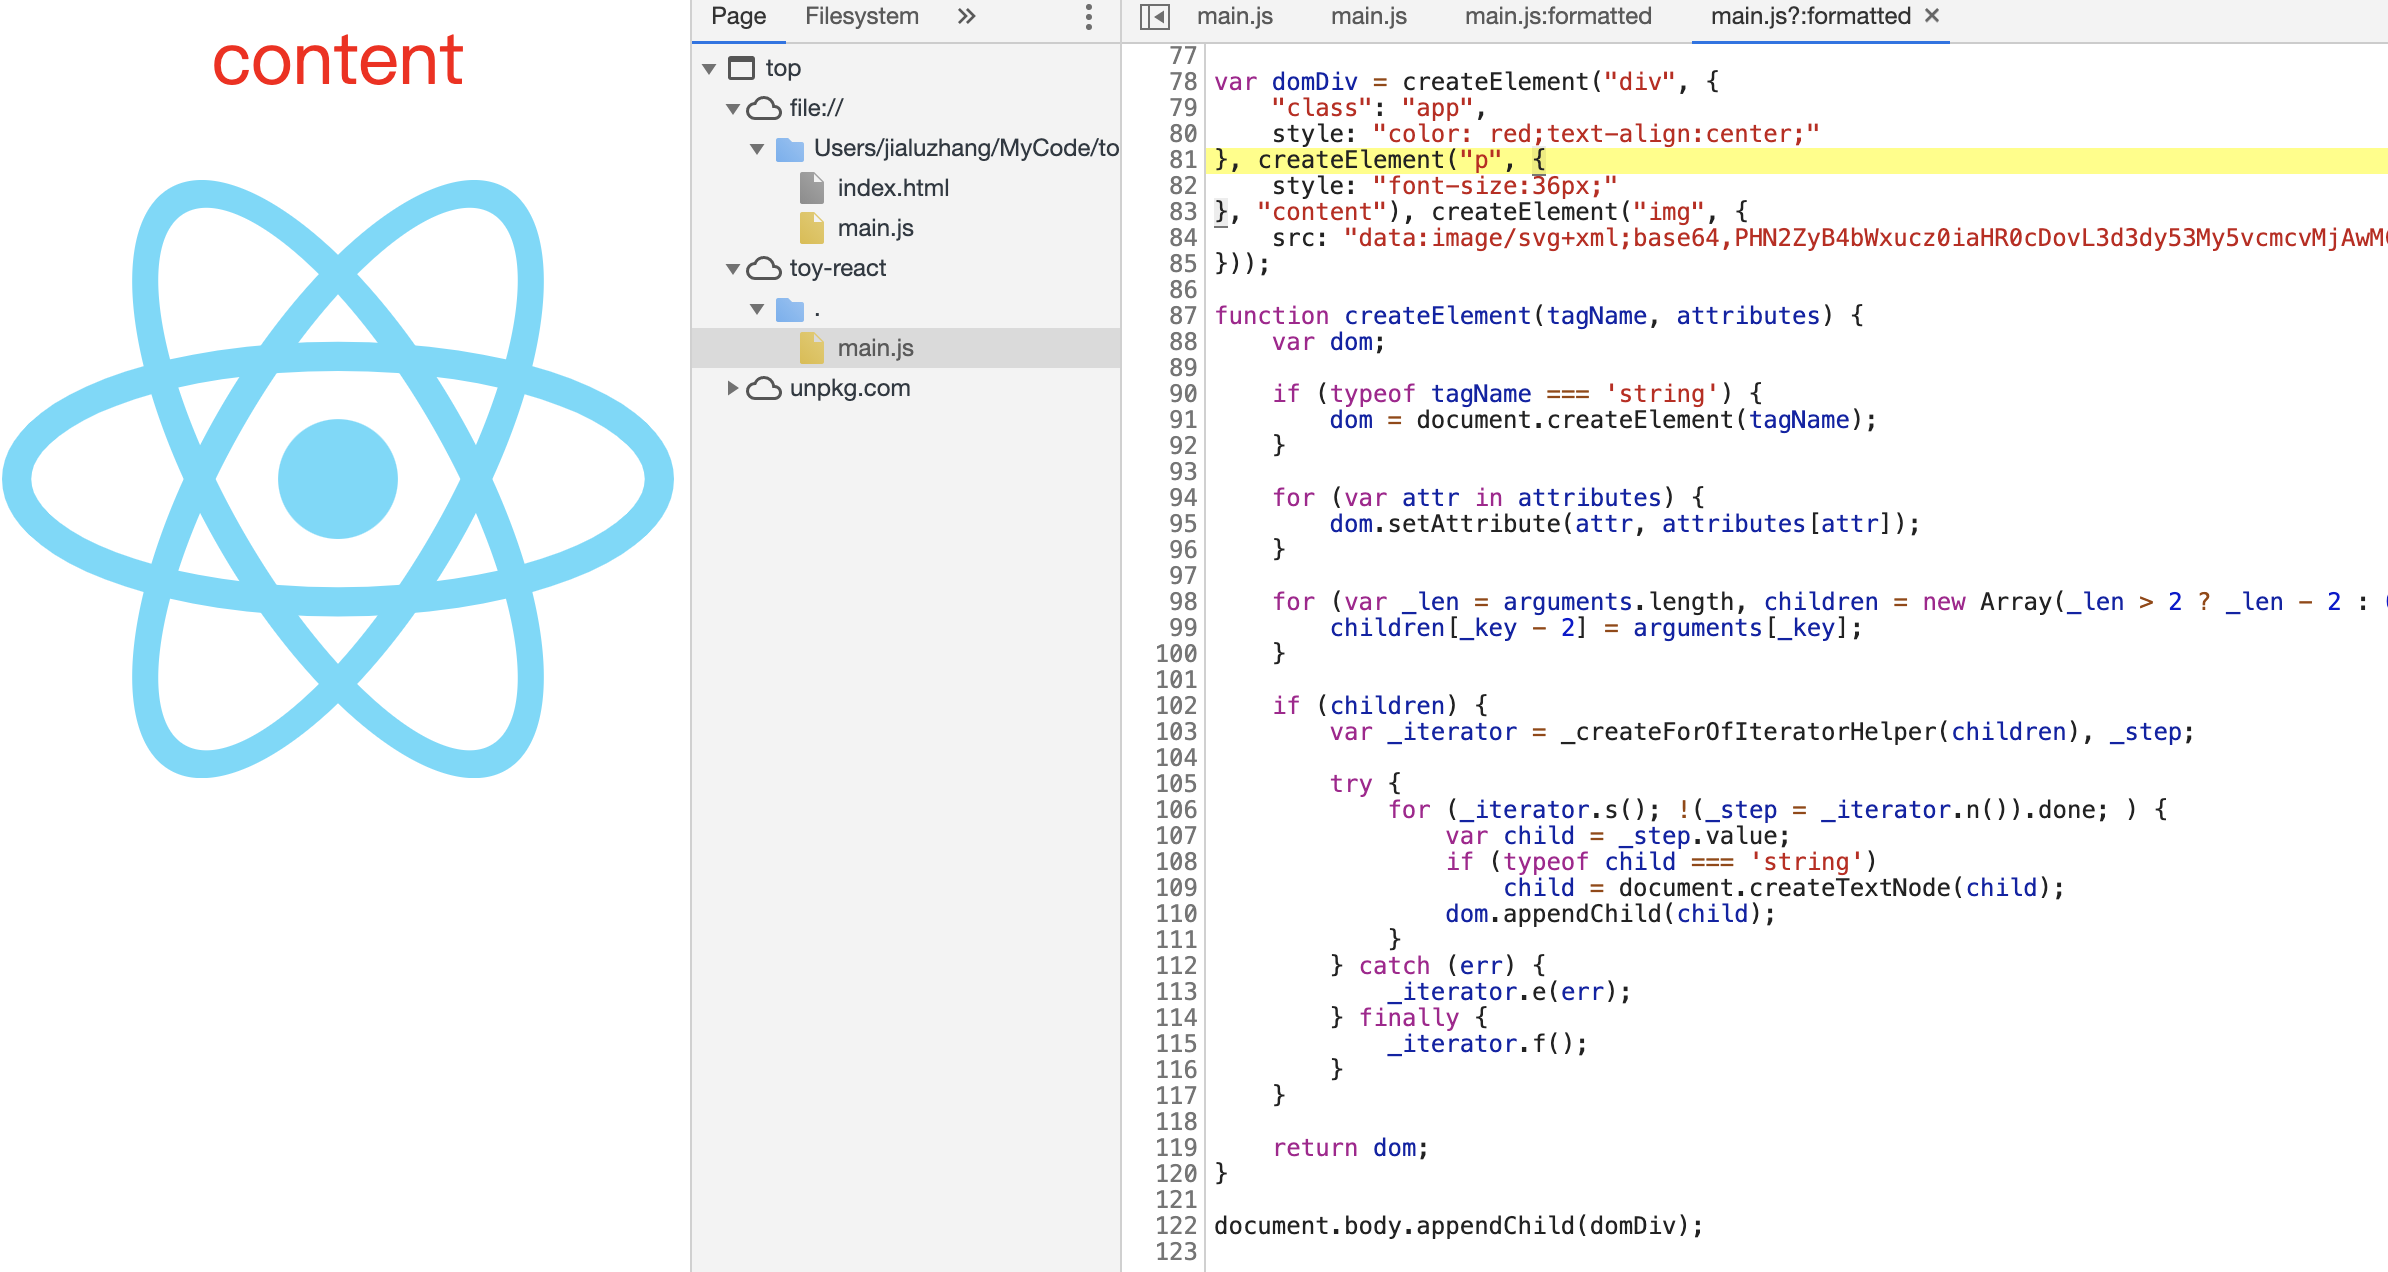 content
Page Filesystem »
top
file://
Users/jialuzhang/MyCode/to
index.html
main.js
toy-react
.
main.js
unpkg.com
main.js main.js main.js:formatted main.js?:formatted ×
77
78 var domDiv = createElement("div", {
79 "class": "app",
80 style: "color: red;text-align:center;"
81 }, createElement("p", {
82 style: "font-size:36px;"
83 }, "content"), createElement("img", {
84 src: "data:image/svg+xml;base64,PHN2ZyB4bWxucz0iaHR0cDovL3d3dy53My5vcmcvMjAwM
85 }));
86
87 function createElement(tagName, attributes) {
88 var dom;
89
90 if (typeof tagName === 'string') {
91 dom = document.createElement(tagName);
92 }
93
94 for (var attr in attributes) {
95 dom.setAttribute(attr, attributes[attr]);
96 }
97
98 for (var _len = arguments.length, children = new Array(_len > 2 ? _len - 2 :
99 children[_key - 2] = arguments[_key];
100 }
101
102 if (children) {
103 var _iterator = _createForOfIteratorHelper(children), _step;
104
105 try {
106 for (_iterator.s(); !(_step = _iterator.n()).done; ) {
107 var child = _step.value;
108 if (typeof child === 'string')
109 child = document.createTextNode(child);
110 dom.appendChild(child);
111 }
112 } catch (err) {
113 _iterator.e(err);
114 } finally {
115 _iterator.f();
116 }
117 }
118
119 return dom;
120 }
121
122 document.body.appendChild(domDiv);
123